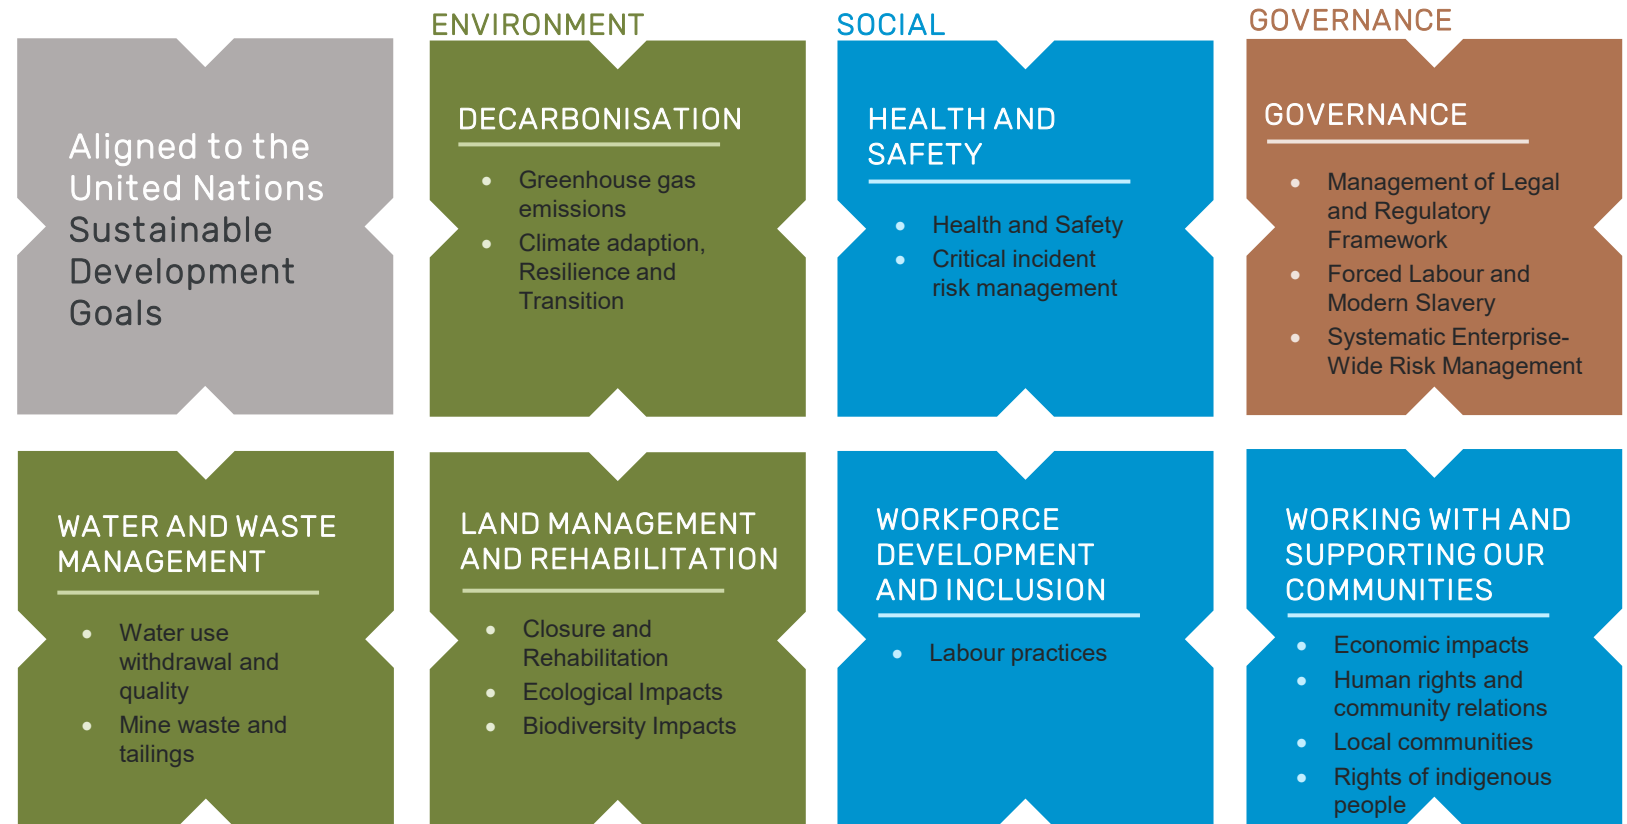 Aligned to the
United Nations
Sustainable
Development
Goals
ENVIRONMENT
DECARBONISATION
Greenhouse gas
emissions
Climate adaption,
Resilience and
Transition
SOCIAL
HEALTH AND
SAFETY
Health and Safety
Critical incident
risk management
GOVERNANCE
GOVERNANCE
Management of Legal
and Regulatory
Framework
Forced Labour and
Modern Slavery
Systematic Enterprise-
Wide Risk Management
WATER AND WASTE
MANAGEMENT
Water use
withdrawal and
quality
Mine waste and
tailings
LAND MANAGEMENT
AND REHABILITATION
Closure and
Rehabilitation
Ecological Impacts
Biodiversity Impacts
WORKFORCE
DEVELOPMENT
AND INCLUSION
Labour practices
WORKING WITH AND
SUPPORTING OUR
COMMUNITIES
Economic impacts
Human rights and
community relations
Local communities
Rights of indigenous
people